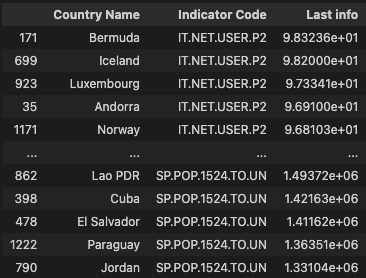 Country Name Indicator Code Last info
171 Bermuda IT.NET.USER.P2 9.83236e+01
699 Iceland IT.NET.USER.P2 9.82000e+01
923 Luxembourg IT.NET.USER.P2 9.73341e+01
35 Andorra IT.NET.USER.P2 9.69100e+01
1171 Norway IT.NET.USER.P2 9.68103e+01
... ... ... ...
862 Lao PDR SP.POP.1524.TO.UN 1.49372e+06
398 Cuba SP.POP.1524.TO.UN 1.42163e+06
478 El Salvador SP.POP.1524.TO.UN 1.41162e+06
1222 Paraguay SP.POP.1524.TO.UN 1.36351e+06
790 Jordan SP.POP.1524.TO.UN 1.33104e+06